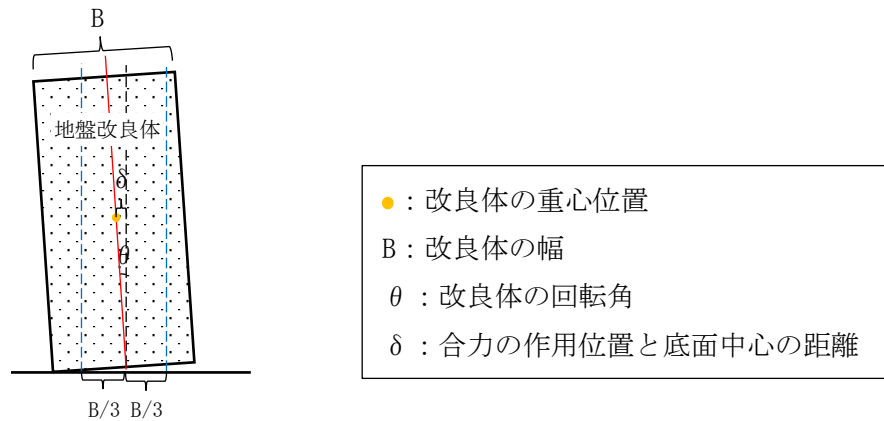 B
地盤改良体
δ
θ
B/3 B/3
●：改良体の重心位置
B：改良体の幅
θ：改良体の回転角
δ：合力の作用位置と底面中心の距離